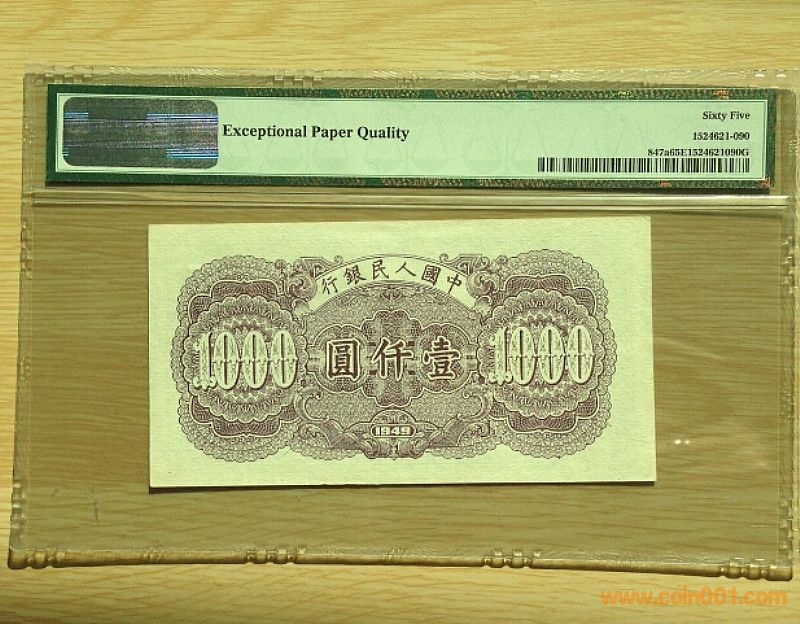 Exceptional Paper Quality
Sixty Five
1524621-090
847a65E1524621090G
行銀民人國中
1000 圓仟壹 1000
1949
www.coin001.com